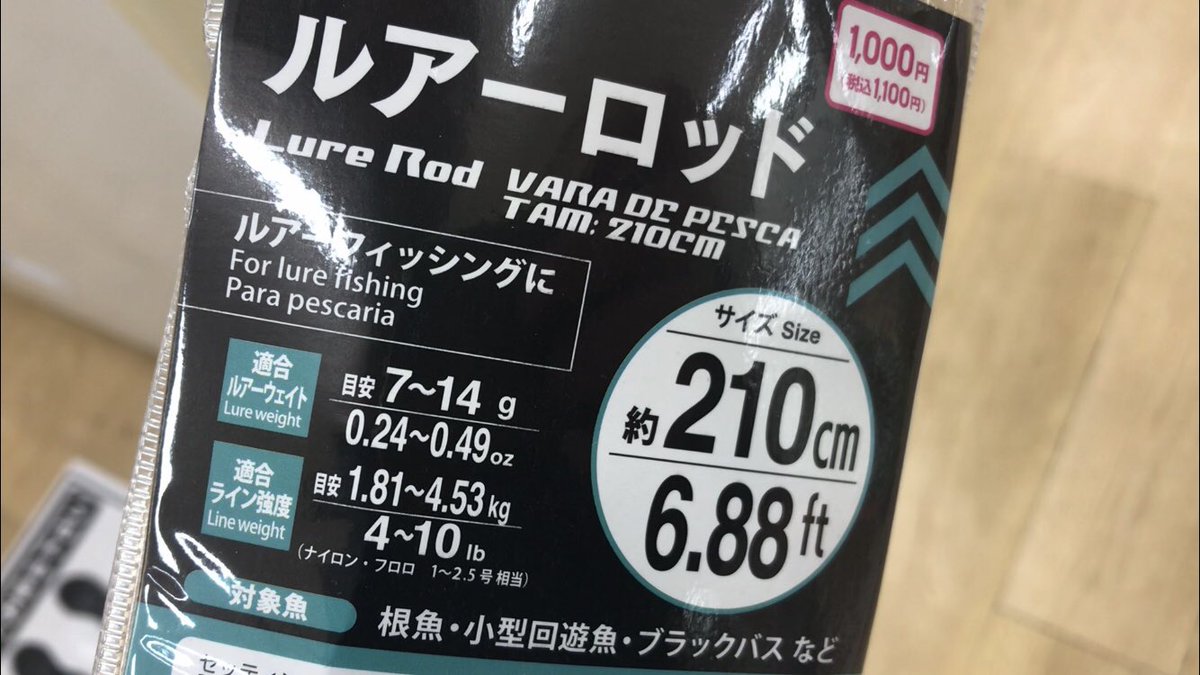 1,000円
(税込1,100円)
ルアーロッド
Lure Rod
VARA DE PESCA
TAM: 210CM
ルアーフィッシングに
For lure fishing
Para pescaria
サイズ Size
約210cm
6.88ft
適合
ルアーウェイト
Lure weight
目安 7~14 g
0.24~0.49oz
適合
ライン強度
Line weight
目安 1.81~4.53kg
4~10 lb
(ナイロン・フロロ 1~2.5号相当)
対象魚
根魚・小型回遊魚・ブラックバス など